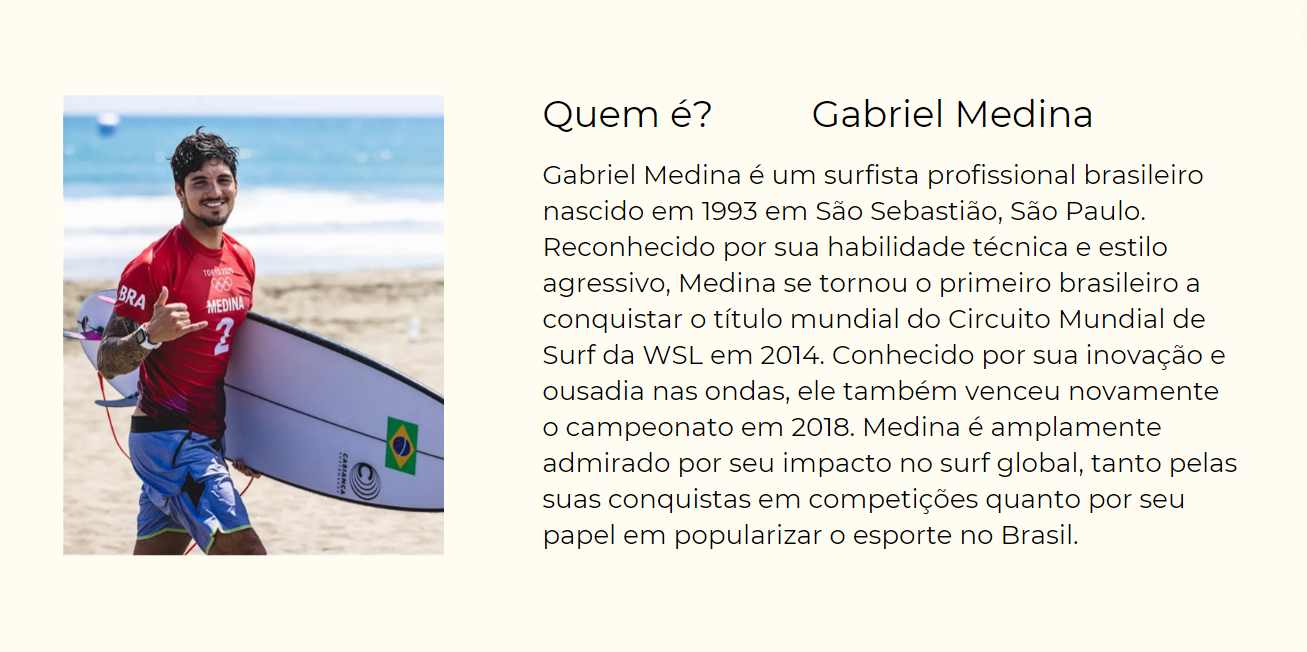 Quem é? Gabriel Medina
Gabriel Medina é um surfista profissional brasileiro
nascido em 1993 em São Sebastião, São Paulo.
Reconhecido por sua habilidade técnica e estilo
agressivo, Medina se tornou o primeiro brasileiro a
conquistar o título mundial do Circuito Mundial de
Surf da WSL em 2014. Conhecido por sua inovação e
ousadia nas ondas, ele também venceu novamente
o campeonato em 2018. Medina é amplamente
admirado por seu impacto no surf global, tanto pelas
suas conquistas em competições quanto por seu
papel em popularizar o esporte no Brasil.
TOKYO 2020
BRA
MEDINA
2
CABIANCA